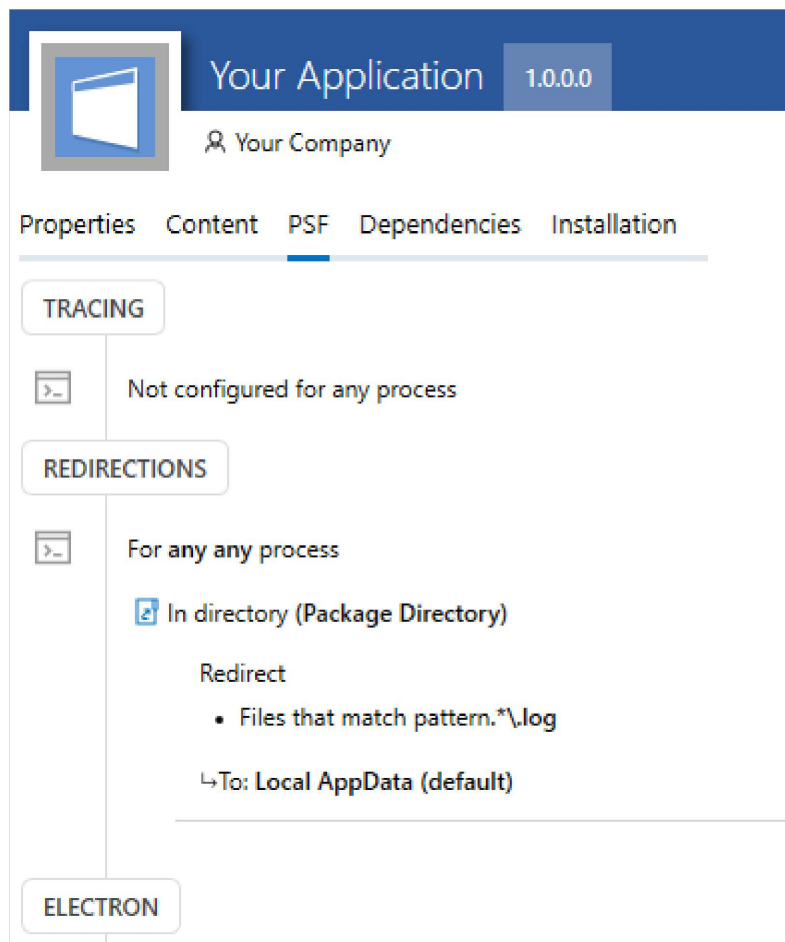 Your Application 1.0.0.0
Your Company
Properties Content PSF Dependencies Installation
TRACING
Not configured for any process
REDIRECTIONS
For any any process
In directory (Package Directory)
Redirect
• Files that match pattern.*\.log
↳To: Local AppData (default)
ELECTRON